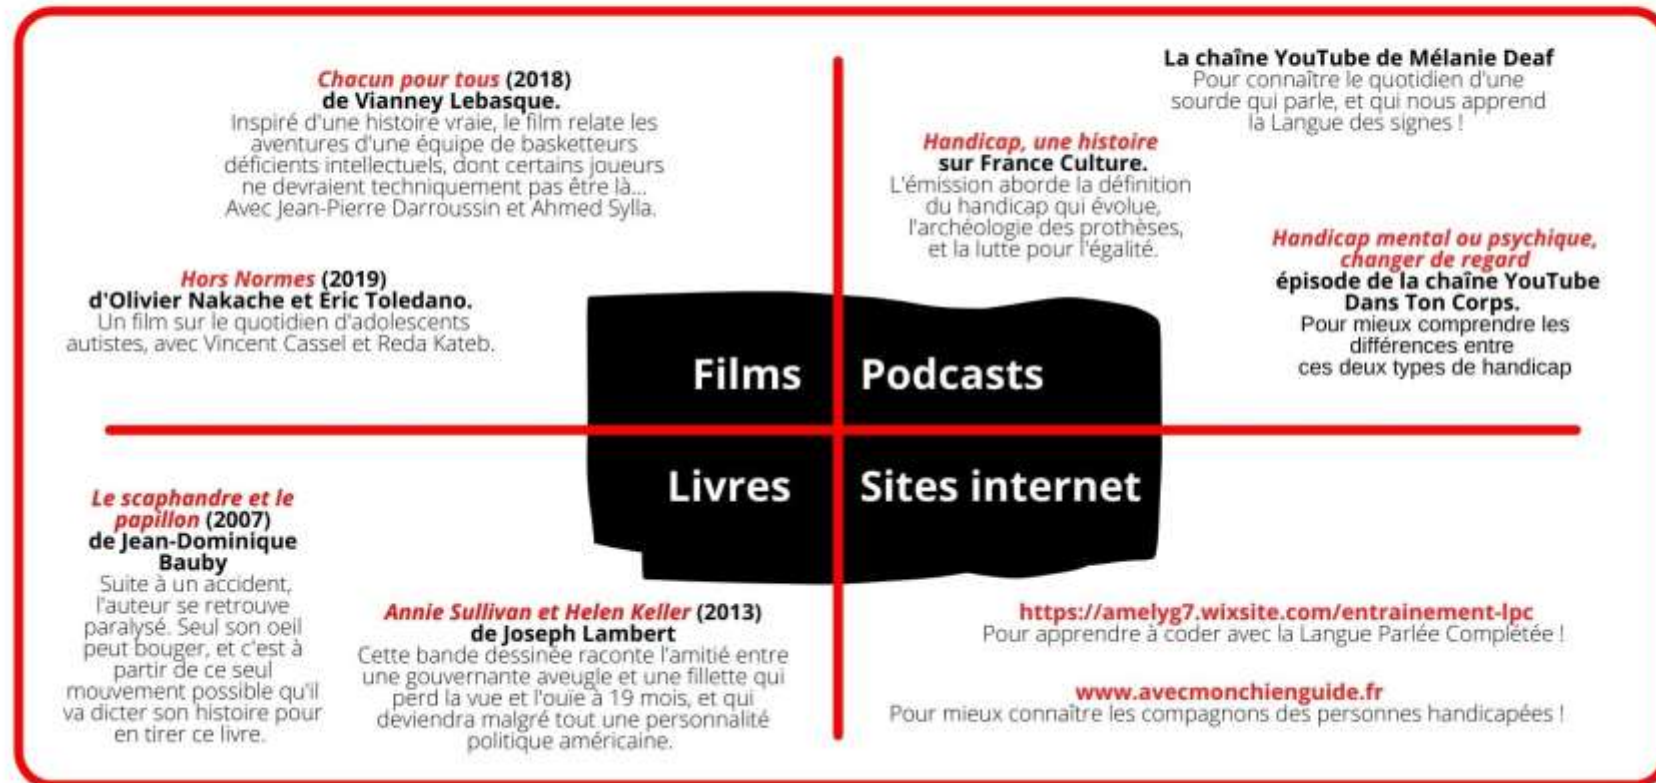 Chacun pour tous (2018)
de Vianney Lebasque.
Inspiré d'une histoire vraie, le film relate les
aventures d'une équipe de basketteurs
déficients intellectuels, dont certains joueurs
ne devraient techniquement pas être là...
Avec Jean-Pierre Darroussin et Ahmed Sylla.
Hors Normes (2019)
d'Olivier Nakache et Éric Toledano.
Un film sur le quotidien d'adolescents
autistes, avec Vincent Cassel et Reda Kateb.
La chaîne YouTube de Mélanie Deaf
Pour connaître le quotidien d'une
sourde qui parle, et qui nous apprend
la Langue des signes !
Handicap, une histoire
sur France Culture.
L'émission aborde la définition
du handicap qui évolue,
l'archéologie des prothèses,
et la lutte pour l'égalité.
Handicap mental ou psychique,
changer de regard
épisode de la chaîne YouTube
Dans Ton Corps.
Pour mieux comprendre les
différences entre
ces deux types de handicap
Films
Podcasts
Livres
Sites internet
Le scaphandre et le
papillon (2007)
de Jean-Dominique
Bauby
Suite à un accident,
l'auteur se retrouve
paralysé. Seul son oeil
peut bouger, et c'est à
partir de ce seul
mouvement possible qu'il
va dicter son histoire pour
en tirer ce livre.
Annie Sullivan et Helen Keller (2013)
de Joseph Lambert
Cette bande dessinée raconte l'amitié entre
une gouvernante aveugle et une fillette qui
perd la vue et l'ouïe à 19 mois, et qui
deviendra malgré tout une personnalité
politique américaine.
https://amelyg7.wixsite.com/entrainement-lpc
Pour apprendre à coder avec la Langue Parlée Complétée !
www.avecmonchienguide.fr
Pour mieux connaître les compagnons des personnes handicapées !